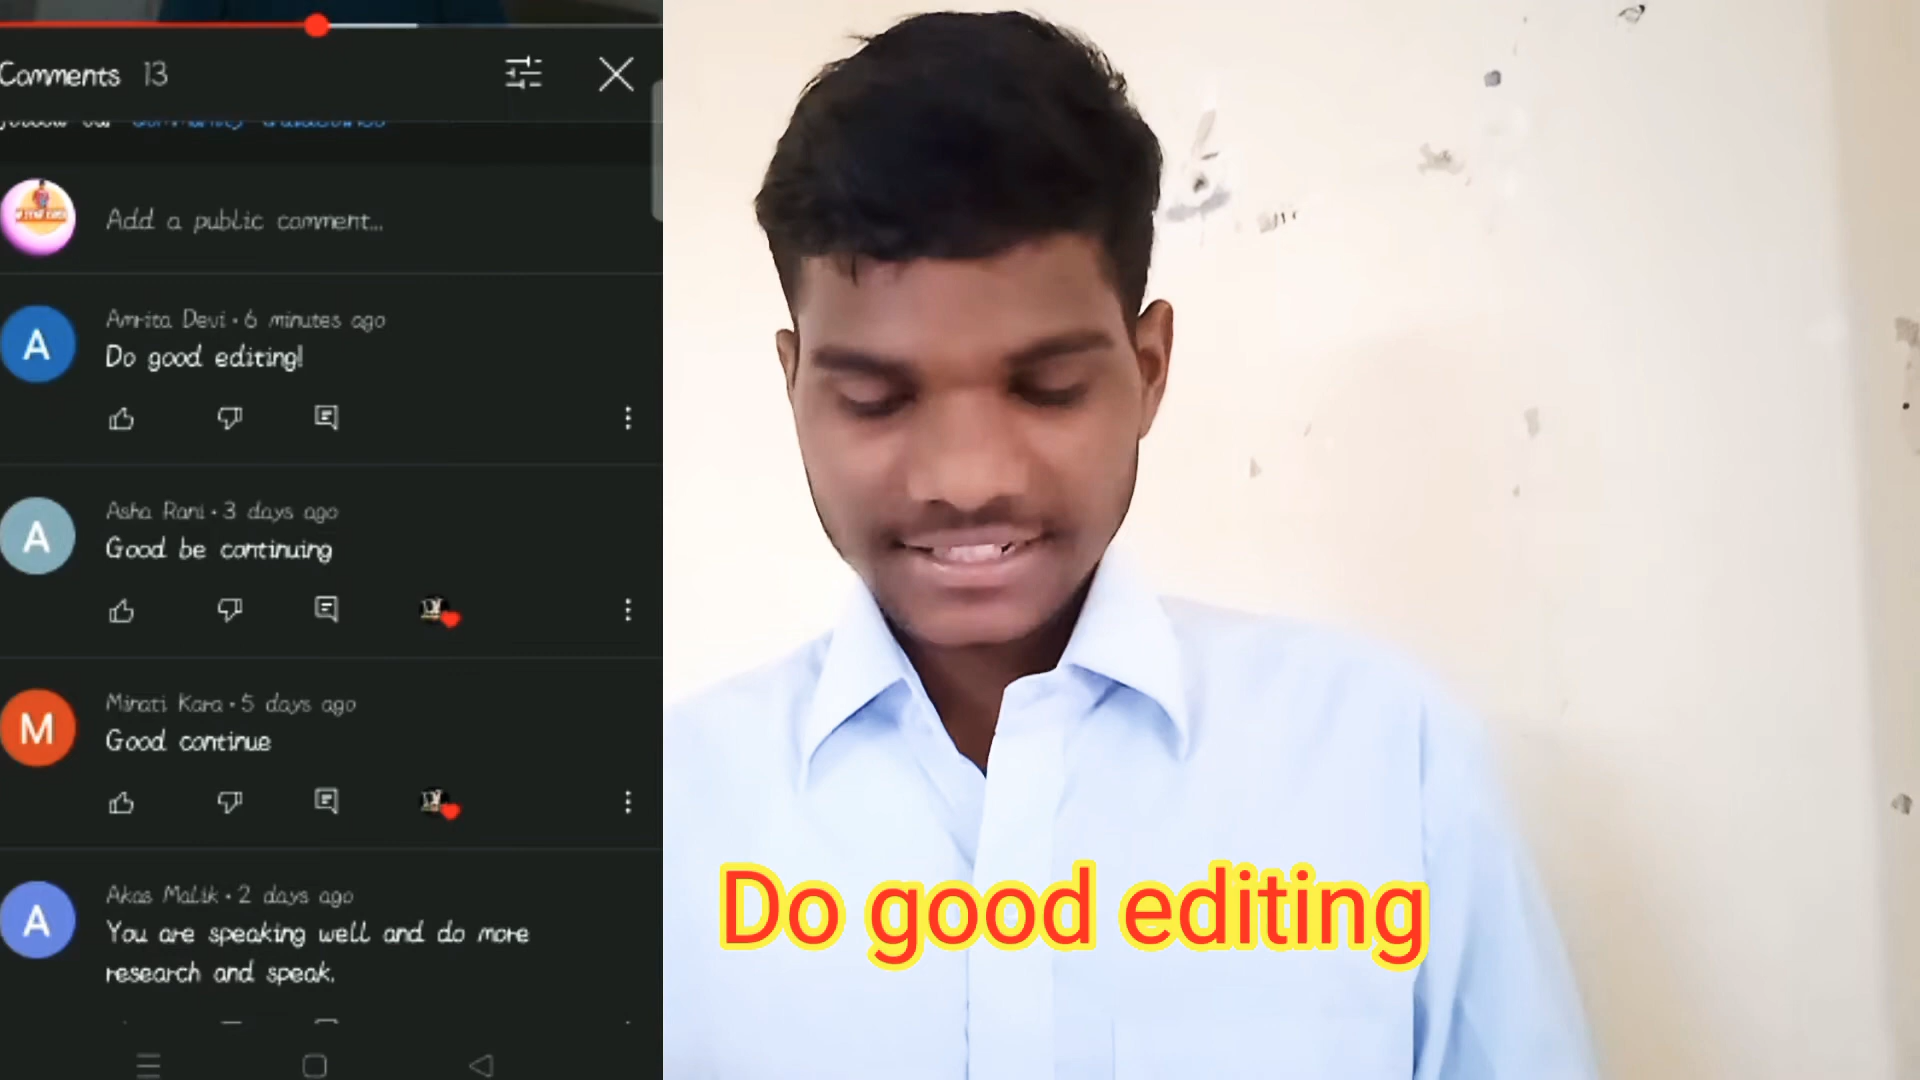 Comments 13
Add a public comment...
Amrita Devi • 6 minutes ago
Do good editing!
A
Asha Rani • 3 days ago
Good be continuing
A
Minati Kara • 5 days ago
Good continue
M
Akas Malik • 2 days ago
You are speaking well and do more
research and speak.
A
Do good editing